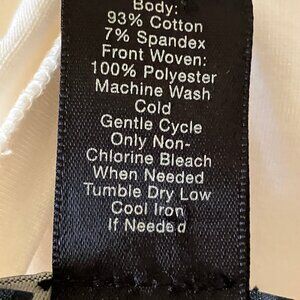 Body:
93% Cotton
7% Spandex
Front Woven:
100% Polyester
Machine Wash
Cold
Gentle Cycle
Only Non-
Chlorine Bleach
When Needed
Tumble Dry Low
Cool Iron
If Needed